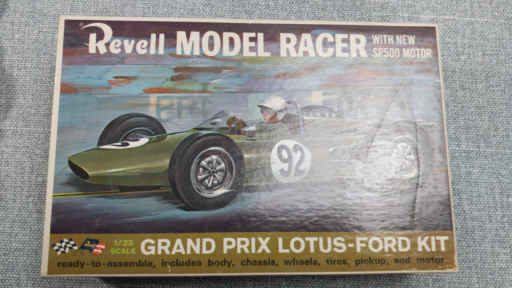 Revell MODEL RACER
WITH NEW
SP500 MOTOR
92
1/25
SCALE
GRAND PRIX LOTUS-FORD KIT
ready-to-assemble, includes body, chassis, wheels, tires, pickup, and motor